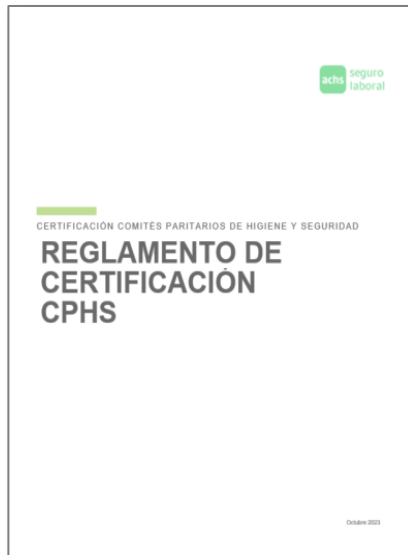 achs seguro
laboral
CERTIFICACIÓN COMITÉS PARITARIOS DE HIGIENE Y SEGURIDAD
REGLAMENTO DE
CERTIFICACIÓN
CPHS
Octubre 2023